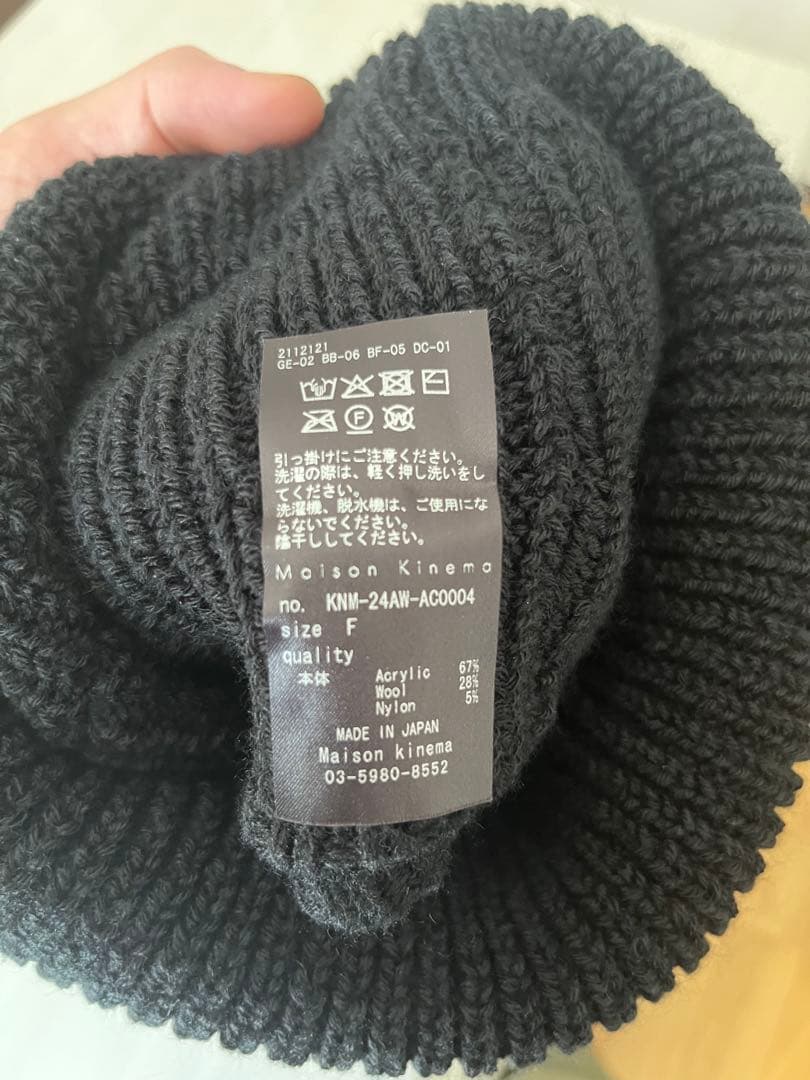 2112121
GE-02 BB-06 BF-05 DC-01
P
W
引っ掛けにご注意ください。
洗濯の際は、軽く押し洗いをし
てください。
洗濯機、脱水機は、ご使用にな
らないでください。
陰干ししてください。
Maison Kinema
no. KNM-24AW-AC0004
size F
quality
本体 Acrylic 67%
Wool 28%
Nylon 5%
MADE IN JAPAN
Maison kinema
03-5980-8552